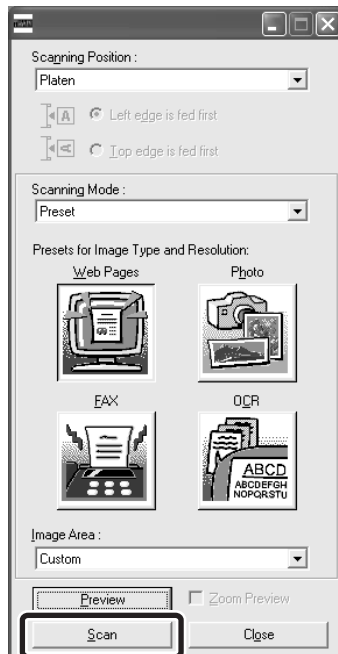 TWAIN
Scanning Position :
Platen
A Left edge is fed first
A Top edge is fed first
Scanning Mode :
Preset
Presets for Image Type and Resolution:
Web Pages Photo
FAX OCR
ABCD
ABCDEFGH
NOPQRSTU
Image Area :
Custom
Preview Zoom Preview
Scan Close